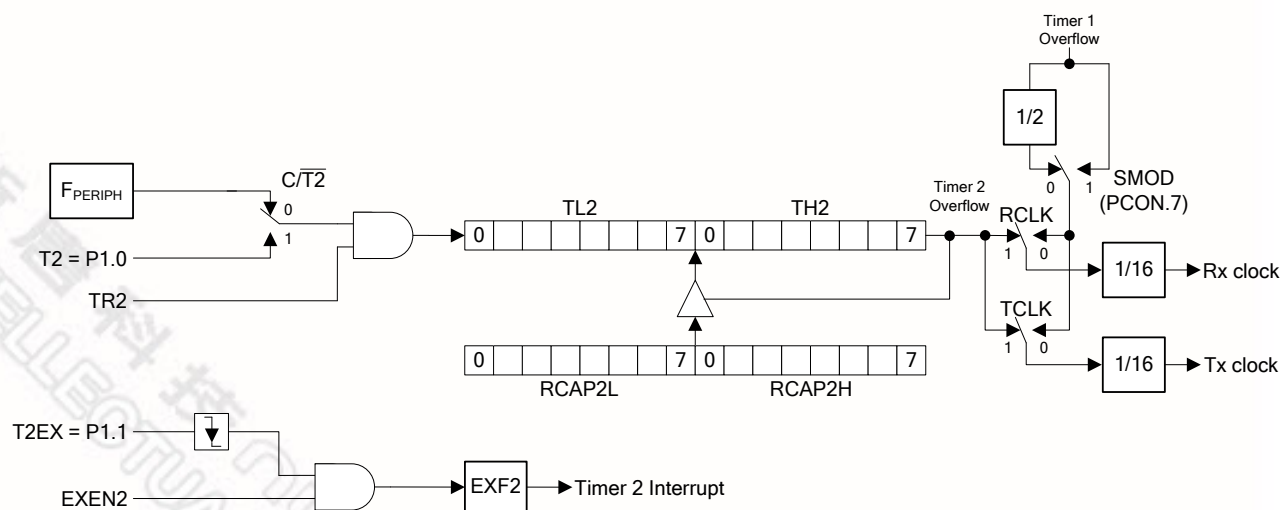 Timer 1
Overflow
1/2
0
1
SMOD
(PCON.7)
FPERIPH
C/T2
0
1
T2 = P1.0
TR2
TL2
TH2
0
7
0
7
Timer 2
Overflow
RCLK
1
0
1/16
Rx clock
TCLK
1
0
1/16
Tx clock
0
7
0
7
RCAP2L
RCAP2H
T2EX = P1.1
EXEN2
EXF2
Timer 2 Interrupt